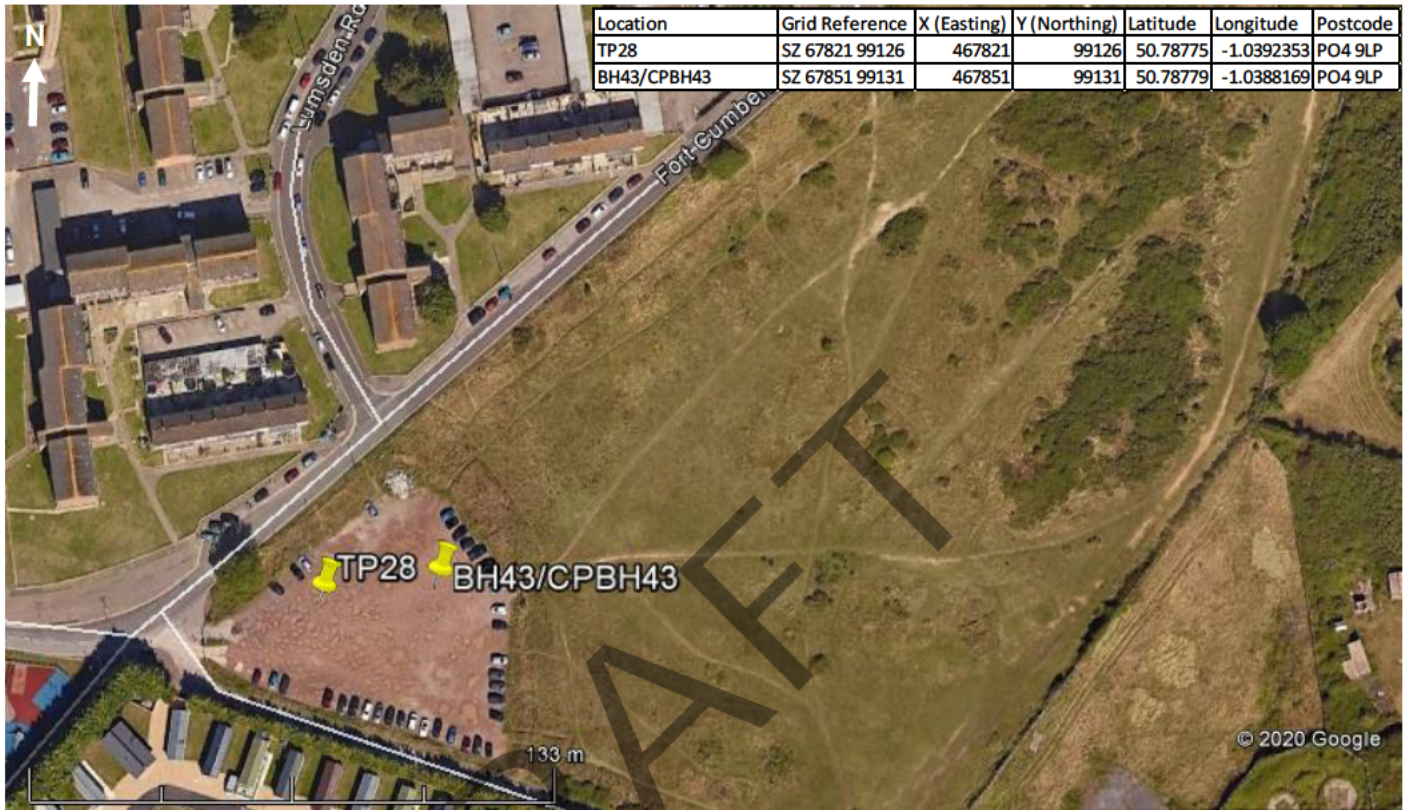 N
Location Grid Reference X (Easting) Y (Northing) Latitude Longitude Postcode
TP28 SZ 67821 99126 467821 99126 50.78775 -1.0392353 PO4 9LP
BH43/CPBH43 SZ 67851 99131 467851 99131 50.78779 -1.0388169 PO4 9LP
Lumsden Rd
Fort Cumber
TP28
BH43/CPBH43
AFT
133 m
© 2020 Google